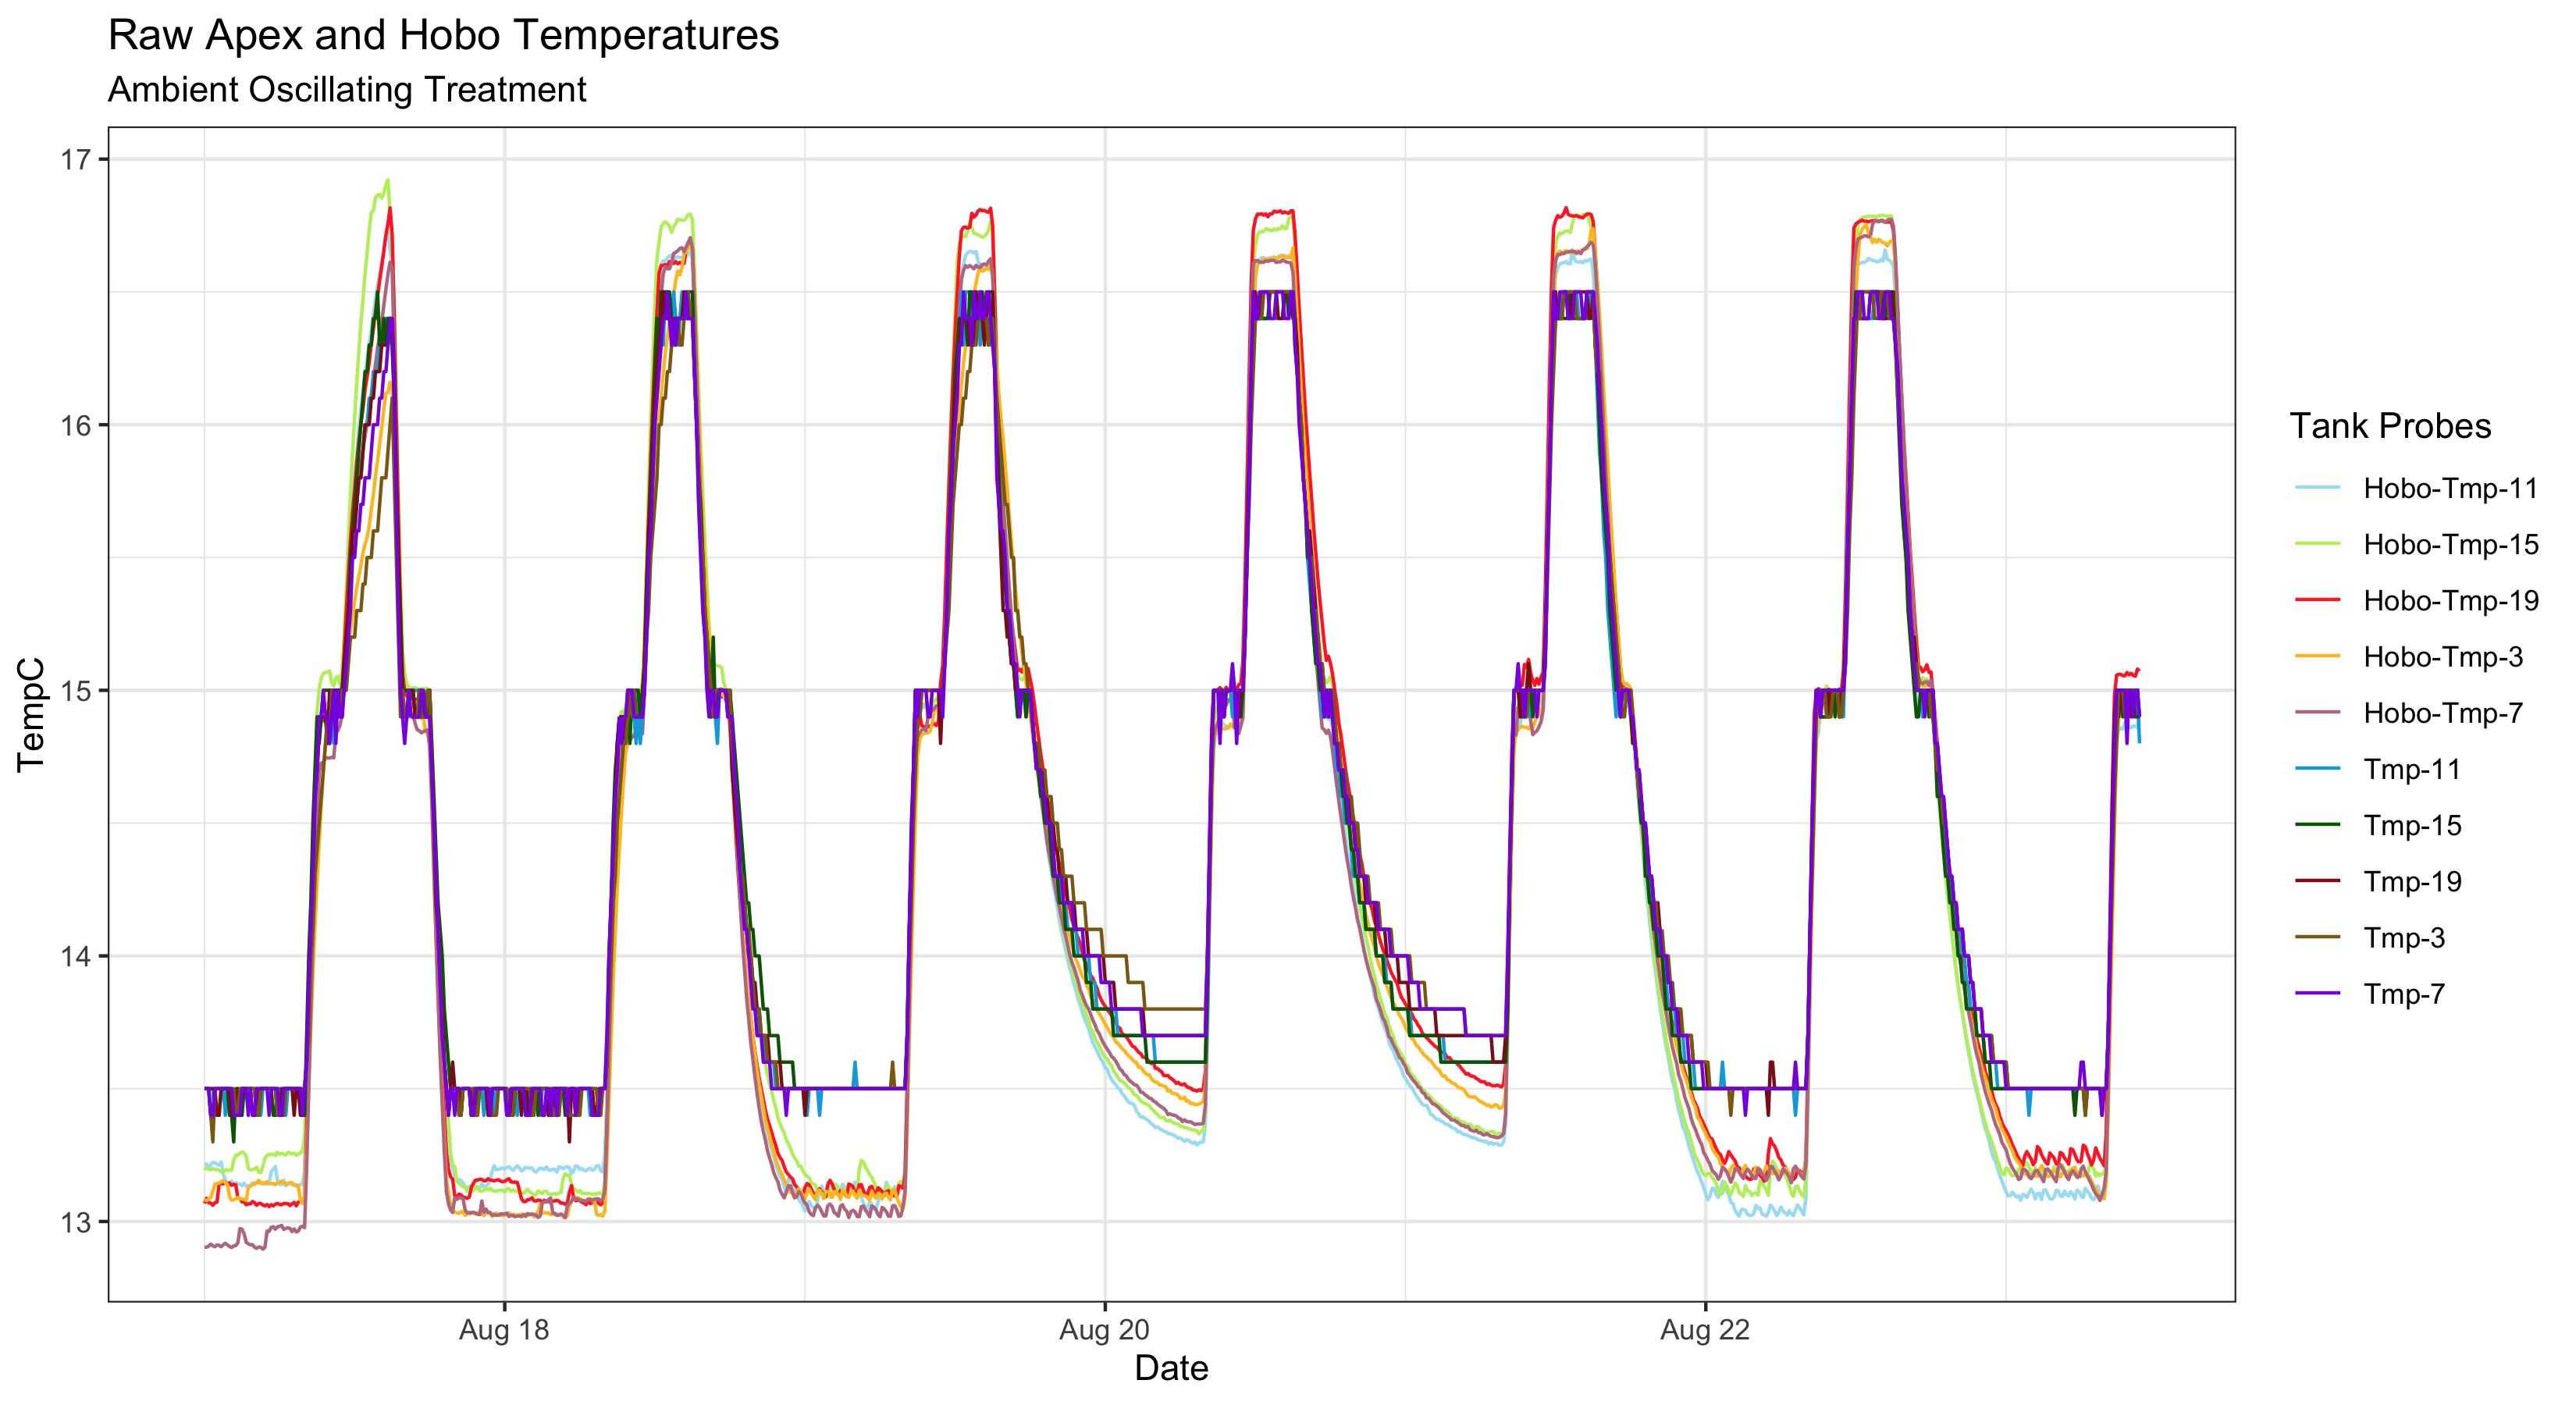 Raw Apex and Hobo Temperatures
Ambient Oscillating Treatment
17
16
15
14
13
TempC
Aug 18
Aug 20
Aug 22
Date
Tank Probes
Hobo-Tmp-11
Hobo-Tmp-15
Hobo-Tmp-19
Hobo-Tmp-3
Hobo-Tmp-7
Tmp-11
Tmp-15
Tmp-19
Tmp-3
Tmp-7